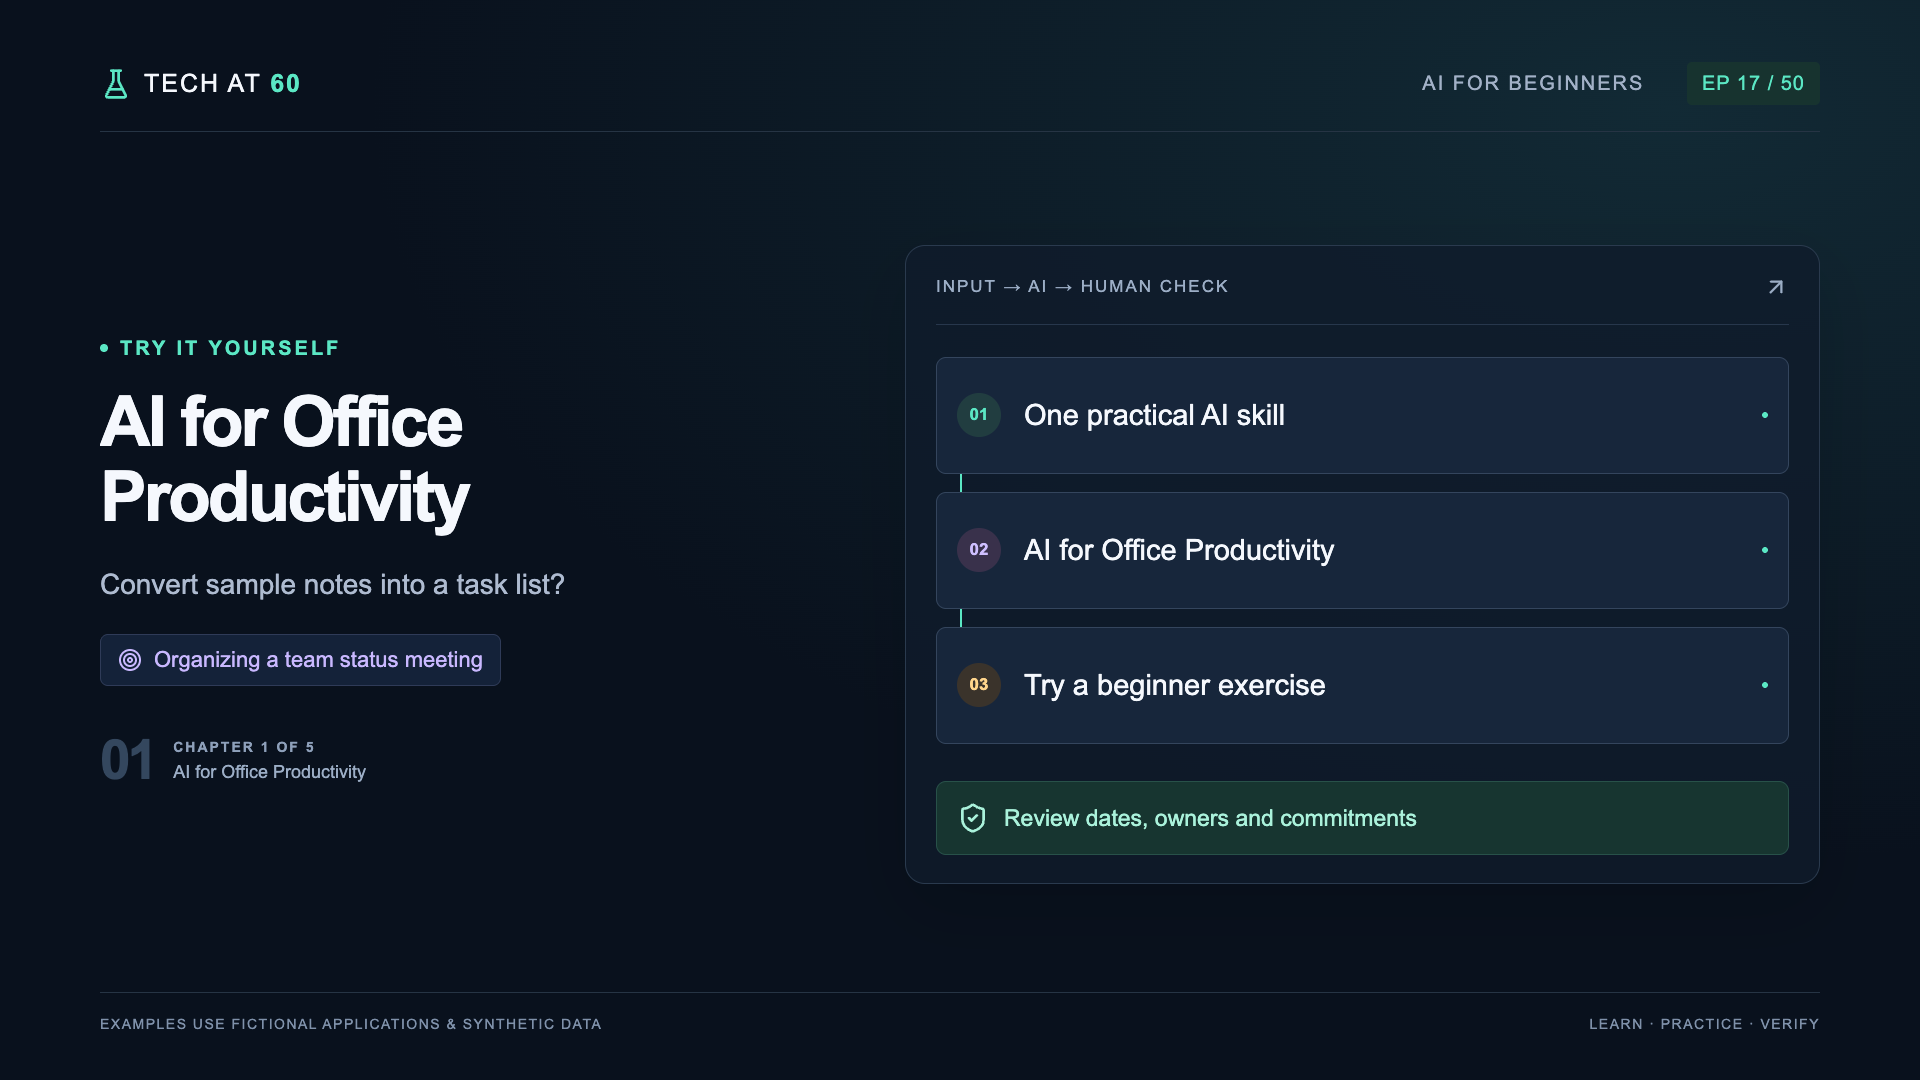 TECH AT 60
AI FOR BEGINNERS
EP 17 / 50
TRY IT YOURSELF
AI for Office
Productivity
Convert sample notes into a task list?
Organizing a team status meeting
01
CHAPTER 1 OF 5
AI for Office Productivity
INPUT → AI → HUMAN CHECK
01 One practical AI skill
02 AI for Office Productivity
03 Try a beginner exercise
Review dates, owners and commitments
EXAMPLES USE FICTIONAL APPLICATIONS & SYNTHETIC DATA
LEARN · PRACTICE · VERIFY